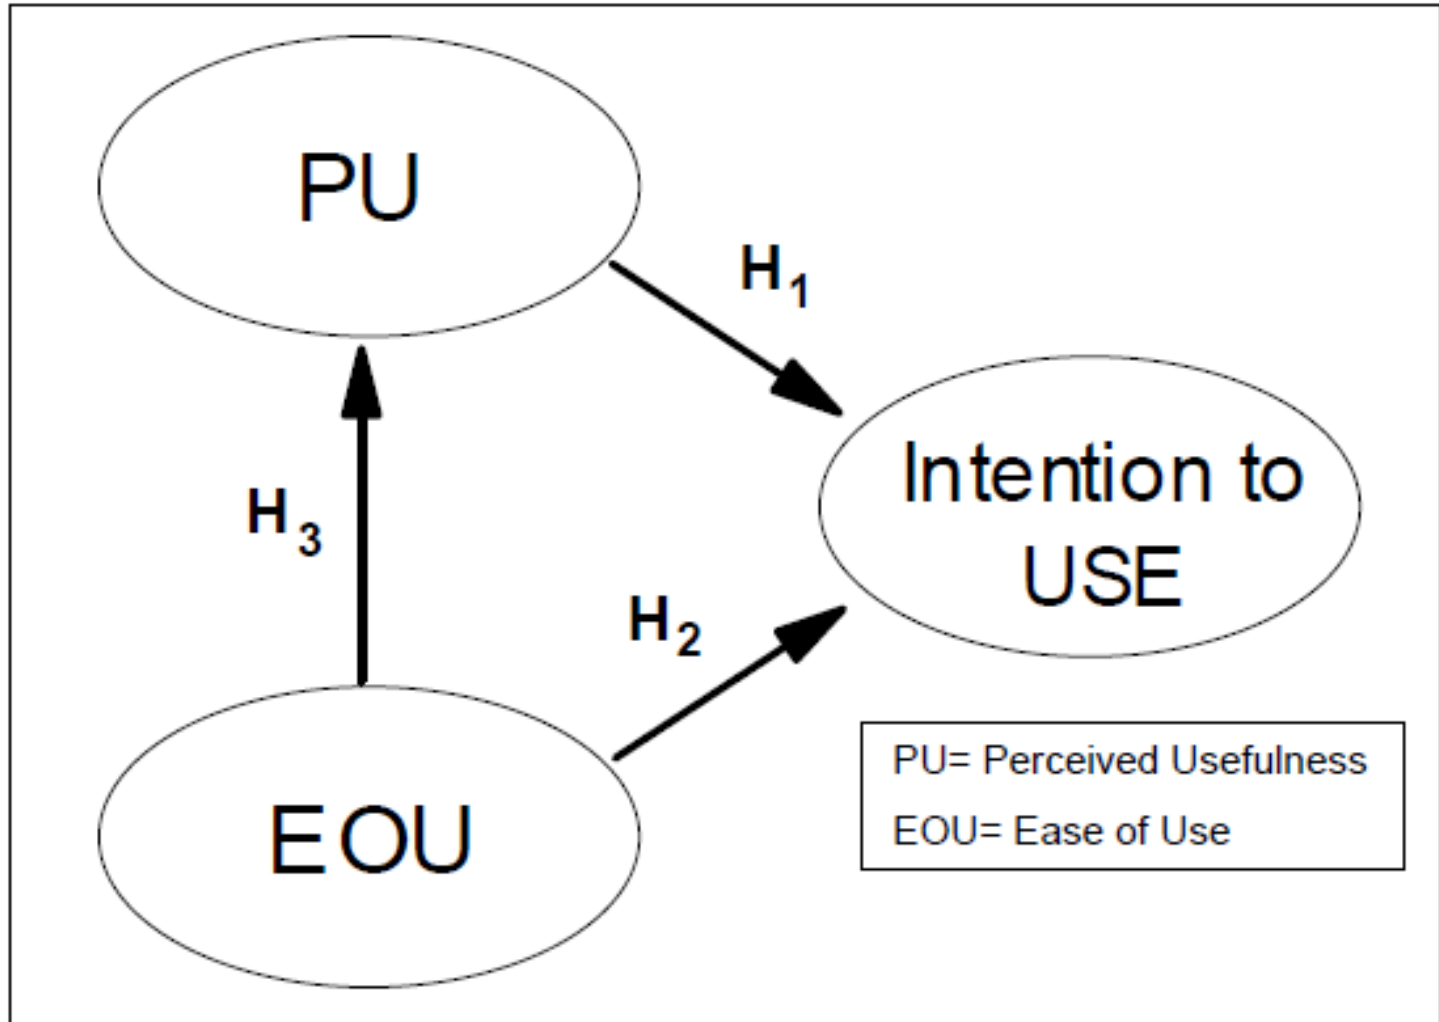 PU
H1
Intention to
USE
H3
H2
EOU
PU= Perceived Usefulness
EOU= Ease of Use